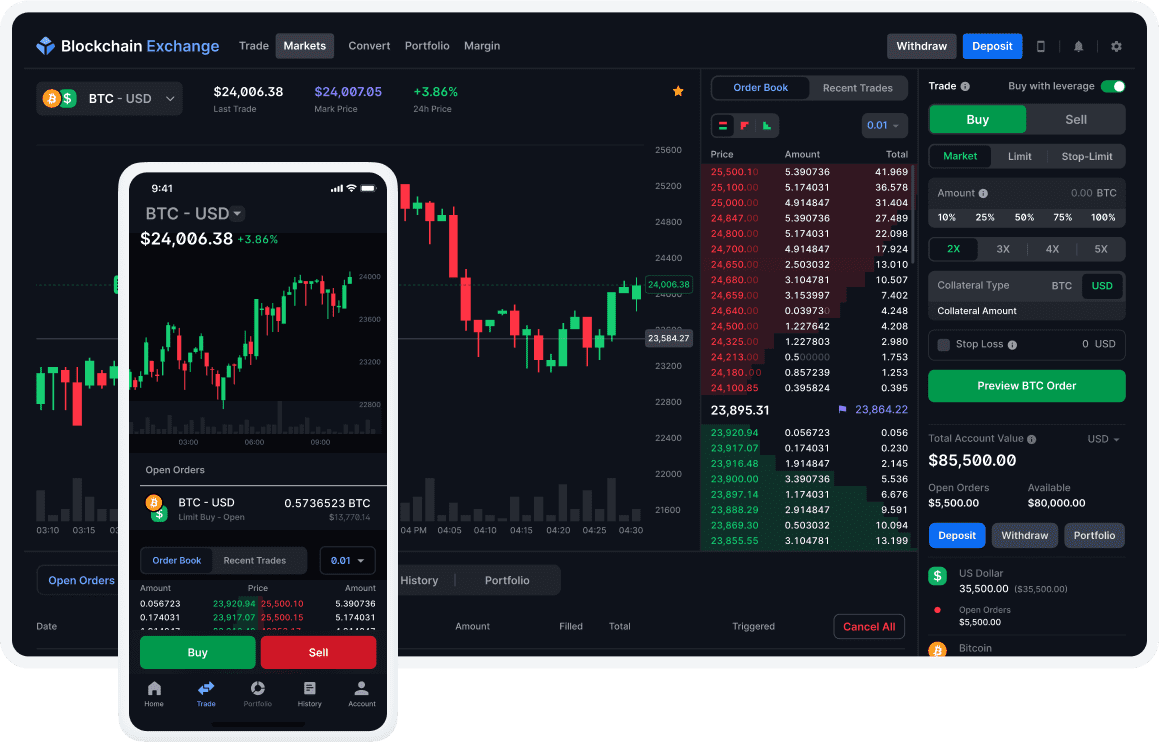 Blockchain Exchange
Trade Markets Convert Portfolio Margin
Withdraw Deposit
BTC - USD
$24,006.38 $24,007.05 +3.86%
Last Trade Mark Price 24h Price
25600
25200
24800
24400
24,006.38
24000
23,584.27
23200
22800
22400
22000
21600
03:10 03:15
04 PM 04:05 04:10 04:15 04:20 04:25 04:30
Open Orders
History Portfolio
Date Amount Filled Total Triggered Cancel All
Order Book Recent Trades
0.01
Price Amount Total
25,500.10 5.390736 41.969
25,100.00 5.174031 36.578
25,000.00 4.914847 31.404
24,847.00 5.390736 27.489
24,800.00 5.174031 22.098
24,700.00 4.914847 17.924
24,650.00 2.503032 13.010
24,680.00 3.104781 10.507
24,659.00 3.153997 7.402
24,640.00 0.039730 4.248
24,500.00 1.227642 4.208
24,325.00 1.227803 2.980
24,213.00 0.500000 1.753
24,180.00 0.857239 1.253
24,100.85 0.395824 0.395
23,895.31 23,864.22
23,920.94 0.056723 0.056
23,917.07 0.174031 0.230
23,916.48 1.914847 2.145
23,900.00 3.390736 5.536
23,897.14 1.174031 6.676
23,888.29 2.914847 9.591
23,869.30 0.503032 10.094
23,855.55 3.104781 13.199
Trade Buy with leverage
Buy Sell
Market Limit Stop-Limit
Amount 0.00 BTC
10% 25% 50% 75% 100%
2X 3X 4X 5X
Collateral Type BTC USD
Collateral Amount
Stop Loss 0 USD
Preview BTC Order
Total Account Value USD
$85,500.00
Open Orders Available
$5,500.00 $80,000.00
Deposit Withdraw Portfolio
US Dollar
35,500.00 ($35,500.00)
Open Orders
$5,500.00
Bitcoin
9:41
BTC - USD
$24,006.38 +3.86%
24000
23600
23200
22800
03:00 06:00 09:00
Open Orders
BTC - USD 0.5736523 BTC
Limit Buy - Open $13,770.14
Order Book Recent Trades 0.01
Amount Price Amount
0.056723 23,920.94 25,500.10 5.390736
0.174031 23,917.07 25,500.15 5.174031
Buy Sell
Home Trade Portfolio History Account